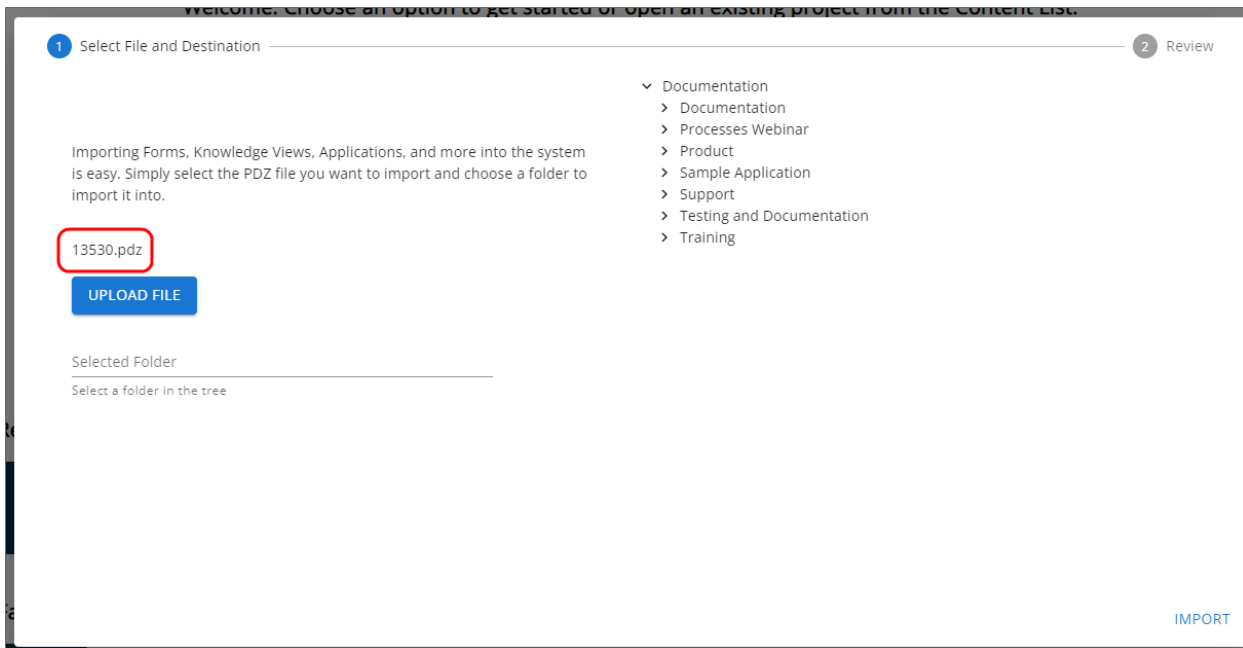 Welcome. Choose an option to get started or open an existing project from the Content List.
1 Select File and Destination
2 Review
Importing Forms, Knowledge Views, Applications, and more into the system
is easy. Simply select the PDZ file you want to import and choose a folder to
import it into.
13530.pdz
UPLOAD FILE
Selected Folder
Select a folder in the tree
Documentation
Documentation
Processes Webinar
Product
Sample Application
Support
Testing and Documentation
Training
IMPORT